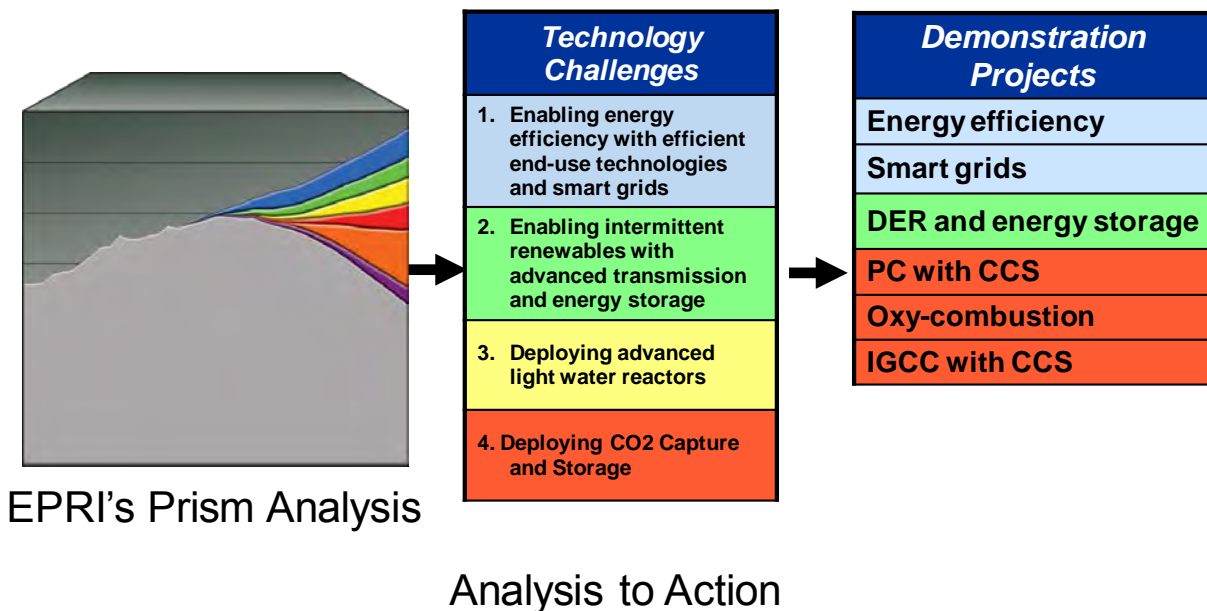 Technology
Challenges
1. Enabling energy
efficiency with efficient
end-use technologies
and smart grids
2. Enabling intermittent
renewables with
advanced transmission
and energy storage
3. Deploying advanced
light water reactors
4. Deploying CO2 Capture
and Storage
Demonstration
Projects
Energy efficiency
Smart grids
DER and energy storage
PC with CCS
Oxy-combustion
IGCC with CCS
EPRI's Prism Analysis
Analysis to Action